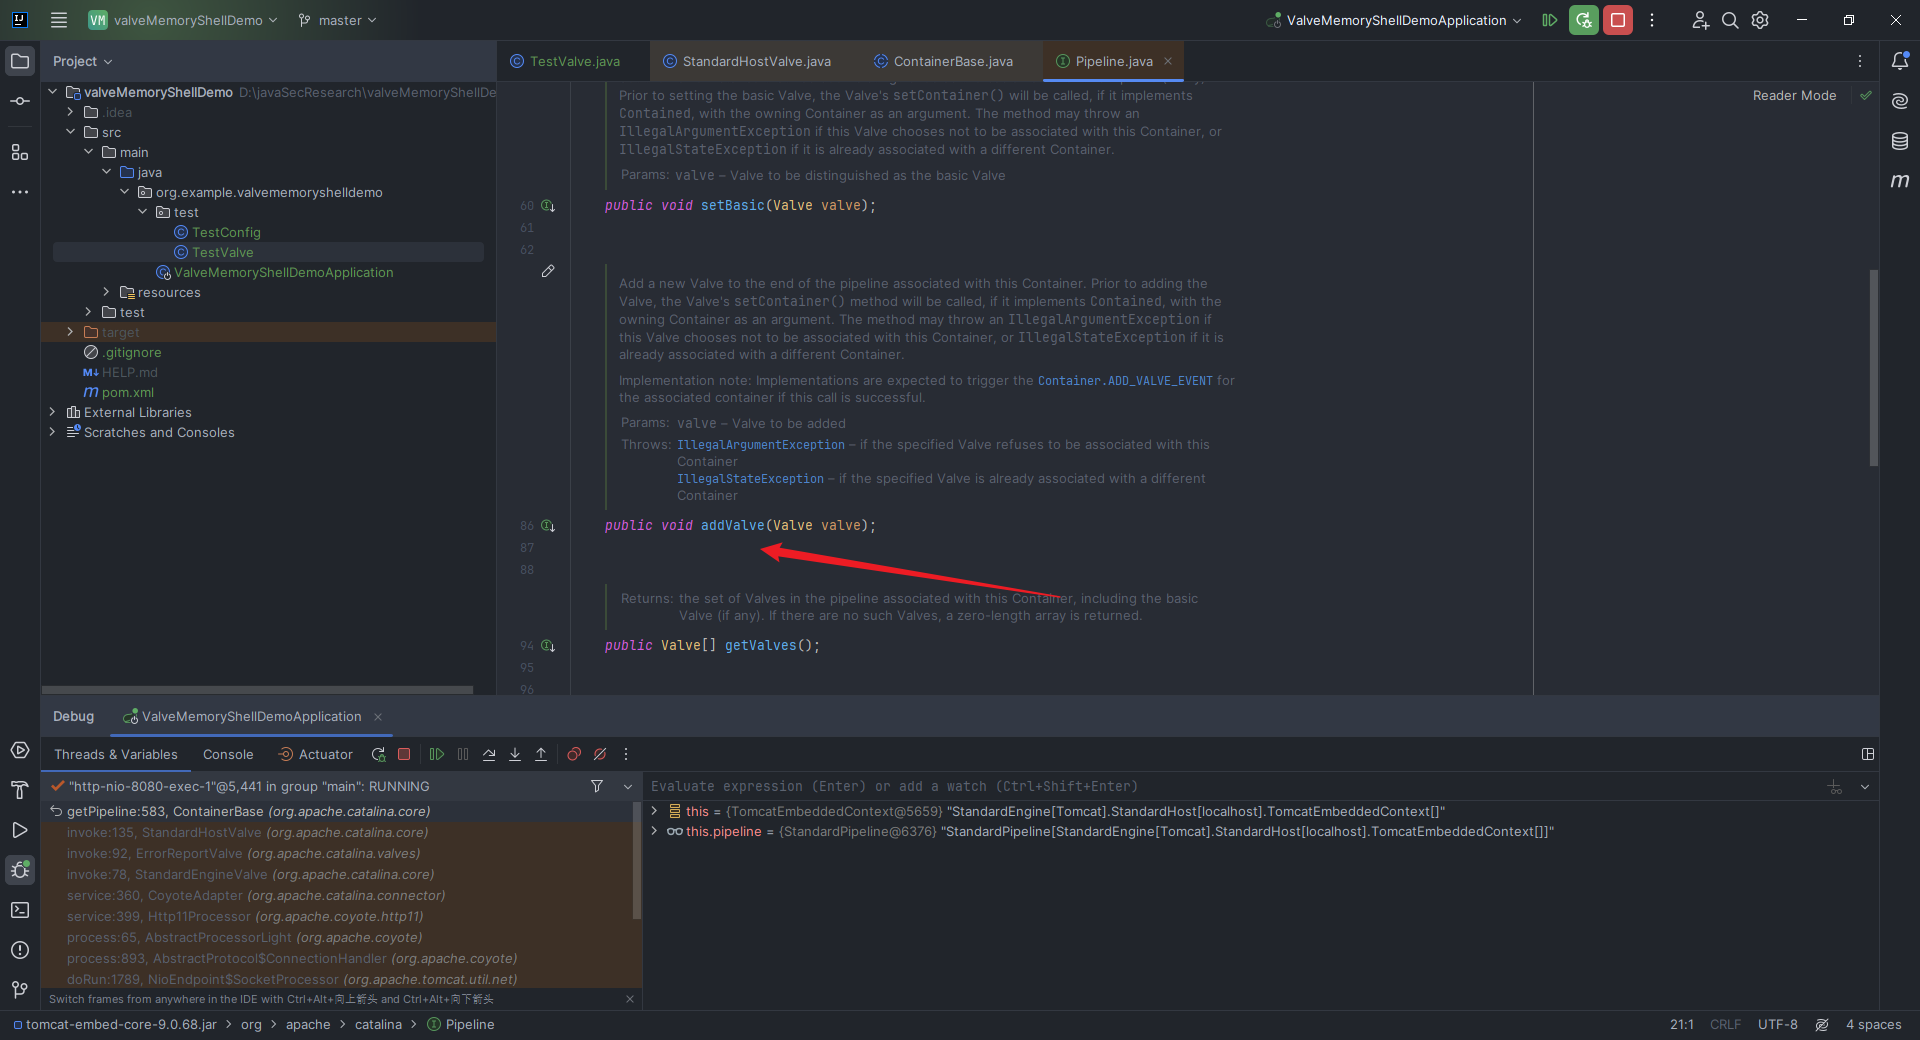 VM valveMemoryShellDemo master ValveMemoryShellDemoApplication
Project
TestValve.java StandardHostValve.java ContainerBase.java Pipeline.java
valveMemoryShellDemo D:\javaSecResearch\valveMemoryShellDe
.idea
src
main
java
org.example.valvememoryshelldemo
test
TestConfig
TestValve
ValveMemoryShellDemoApplication
resources
test
target
.gitignore
HELP.md
pom.xml
External Libraries
Scratches and Consoles
Reader Mode
Prior to setting the basic Valve, the Valve's setContainer() will be called, if it implements
Contained, with the owning Container as an argument. The method may throw an
IllegalArgumentException if this Valve chooses not to be associated with this Container, or
IllegalStateException if it is already associated with a different Container.
Params: valve – Valve to be distinguished as the basic Valve
60 public void setBasic(Valve valve);
61
62
Add a new Valve to the end of the pipeline associated with this Container. Prior to adding the
Valve, the Valve's setContainer() method will be called, if it implements Contained, with the
owning Container as an argument. The method may throw an IllegalArgumentException if
this Valve chooses not to be associated with this Container, or IllegalStateException if it is
already associated with a different Container.
Implementation note: Implementations are expected to trigger the Container.ADD_VALVE_EVENT for
the associated container if this call is successful.
Params: valve – Valve to be added
Throws: IllegalArgumentException – if the specified Valve refuses to be associated with this
Container
IllegalStateException – if the specified Valve is already associated with a different
Container
86 public void addValve(Valve valve);
87
88
Returns: the set of Valves in the pipeline associated with this Container, including the basic
Valve (if any). If there are no such Valves, a zero-length array is returned.
94 public Valve[] getValves();
95
96
Debug ValveMemoryShellDemoApplication
Threads & Variables Console Actuator
"http-nio-8080-exec-1"@5,441 in group "main": RUNNING
getPipeline:583, ContainerBase (org.apache.catalina.core)
invoke:135, StandardHostValve (org.apache.catalina.core)
invoke:92, ErrorReportValve (org.apache.catalina.valves)
invoke:78, StandardEngineValve (org.apache.catalina.core)
service:360, CoyoteAdapter (org.apache.catalina.connector)
service:399, Http11Processor (org.apache.coyote.http11)
process:65, AbstractProcessorLight (org.apache.coyote)
process:893, AbstractProtocol$ConnectionHandler (org.apache.coyote)
doRun:1789, NioEndpoint$SocketProcessor (org.apache.tomcat.util.net)
Switch frames from anywhere in the IDE with Ctrl+Alt+向上箭头 and Ctrl+Alt+向下箭头
Evaluate expression (Enter) or add a watch (Ctrl+Shift+Enter)
this = {TomcatEmbeddedContext@5659} "StandardEngine[Tomcat].StandardHost[localhost].TomcatEmbeddedContext[]"
this.pipeline = {StandardPipeline@6376} "StandardPipeline[StandardEngine[Tomcat].StandardHost[localhost].TomcatEmbeddedContext[]]"
tomcat-embed-core-9.0.68.jar > org > apache > catalina > Pipeline
21:1 CRLF UTF-8 4 spaces